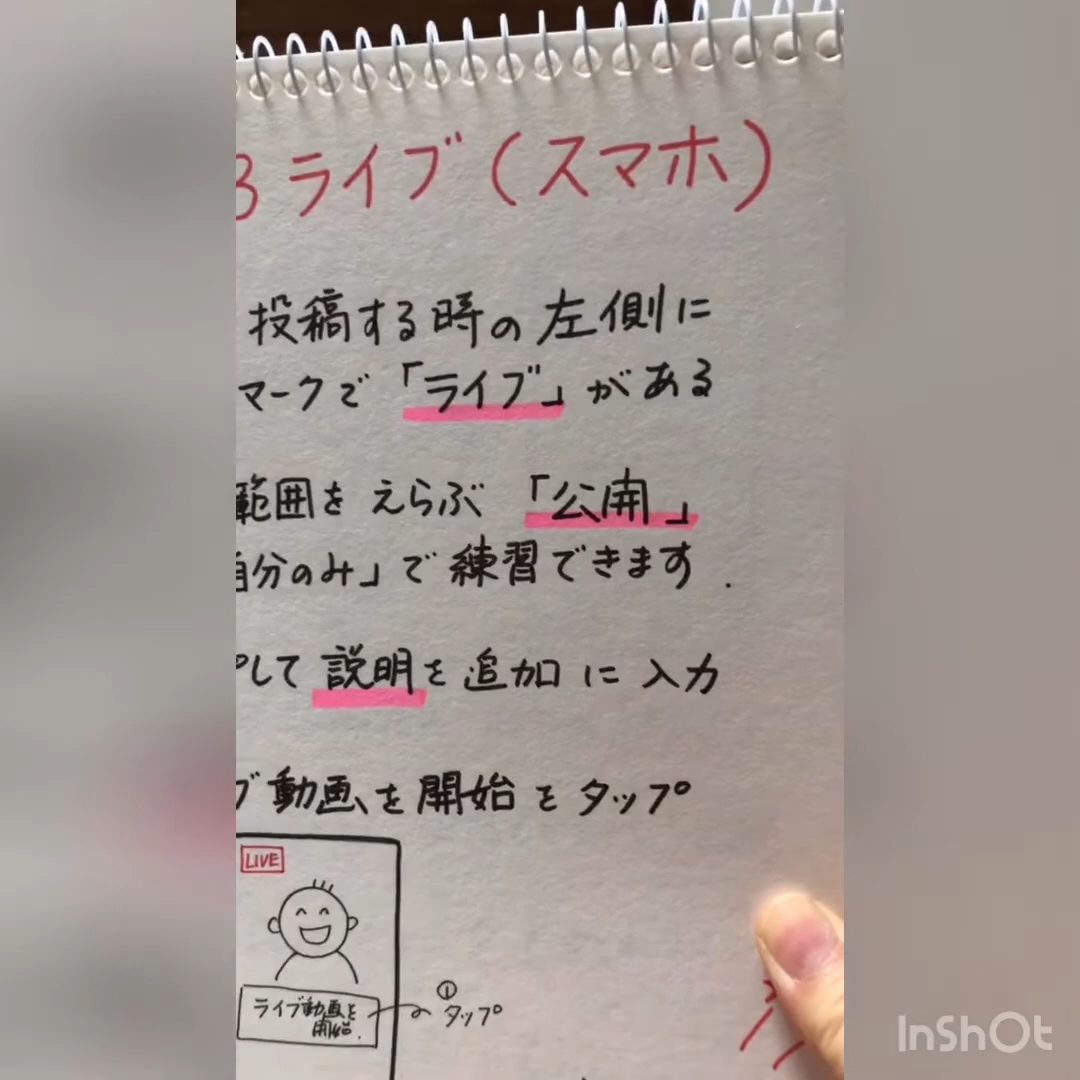 Bライブ(スマホ)
投稿する時の左側に
マークで「ライブ」がある
範囲をえらぶ「公開」
自分のみ」で練習できます.
して説明を追加に入力
ブ動画を開始をタップ
LIVE
ライブ動画を
開始.
①
タップ
InShOt